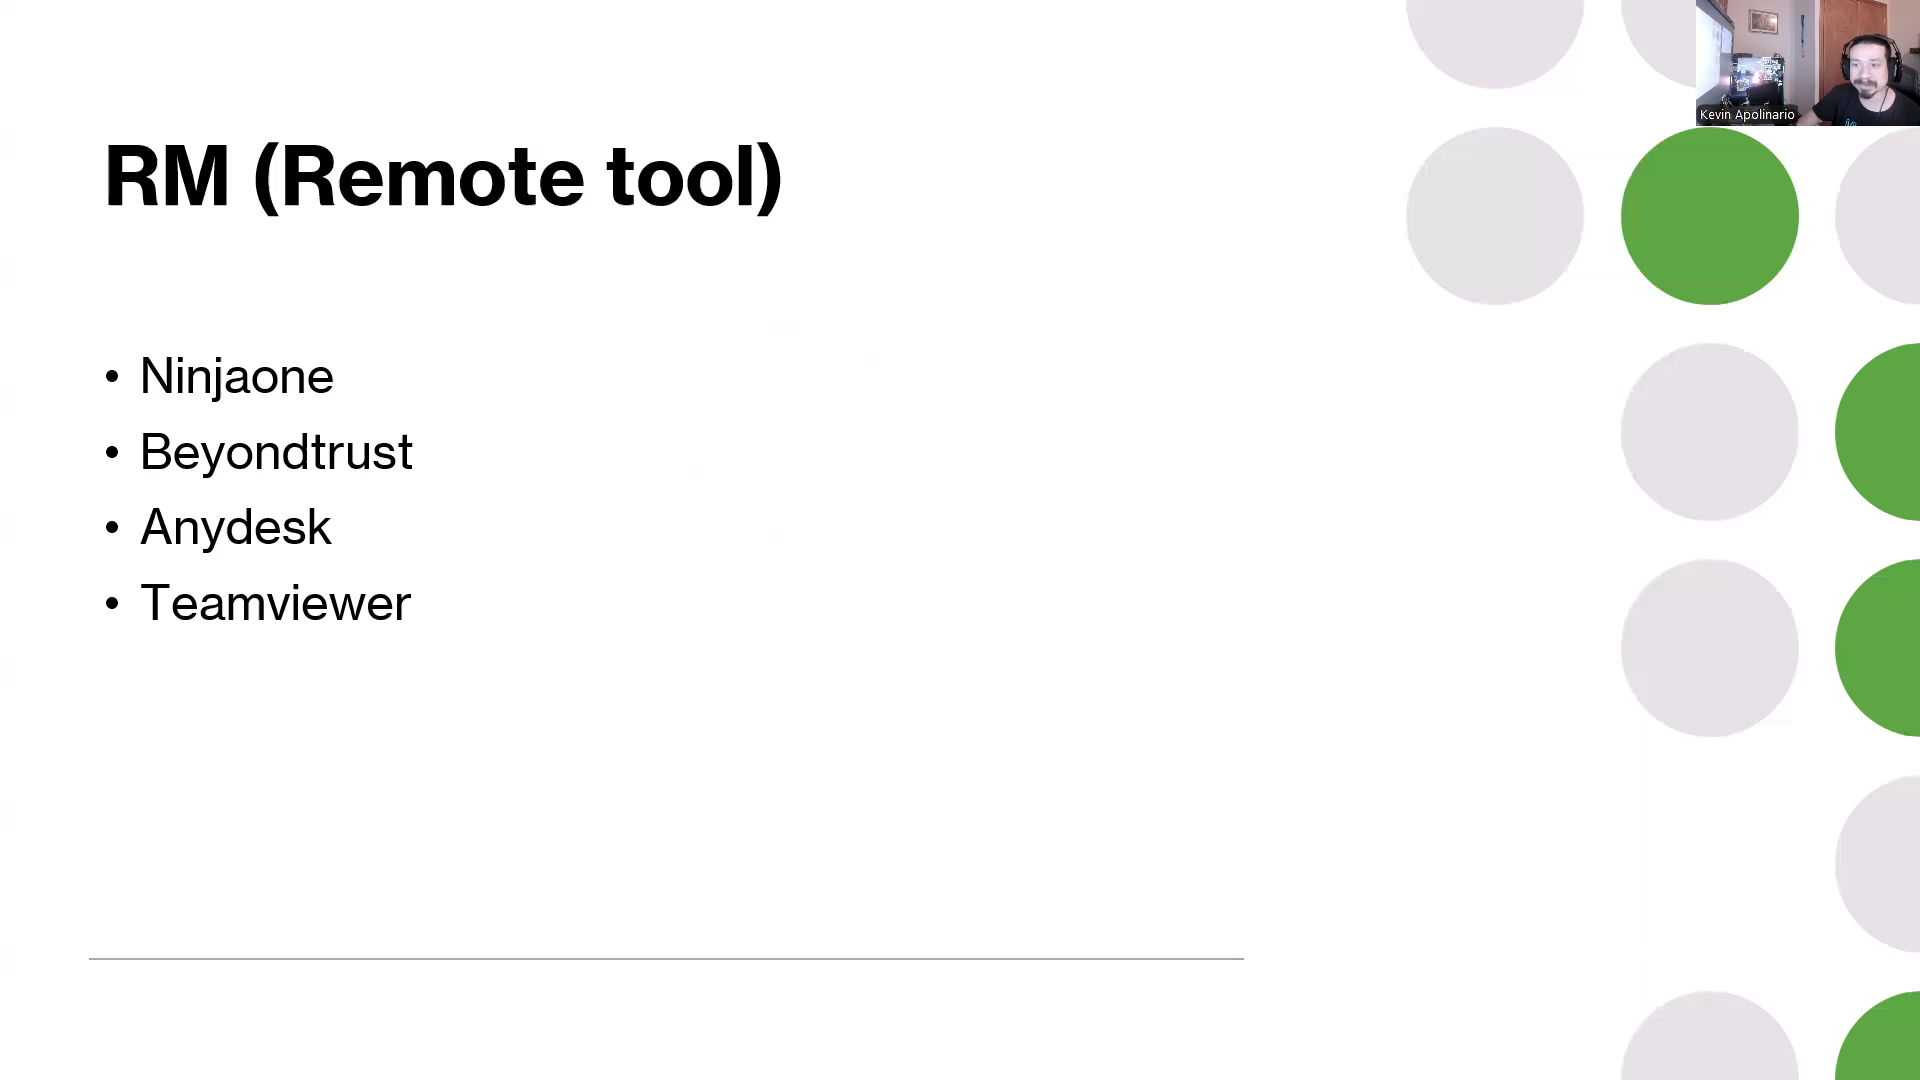 RM (Remote tool)
• Ninjaone
• Beyondtrust
• Anydesk
• Teamviewer
Kevin Apolinario